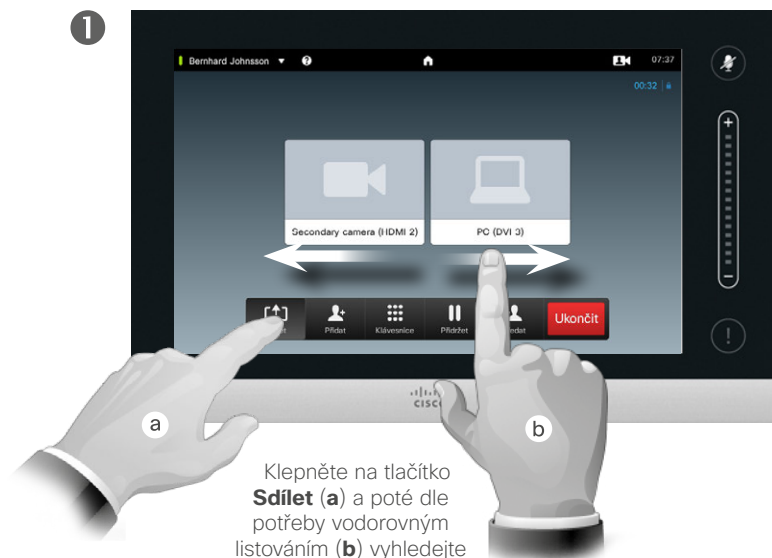 1
Bernhard Johnsson
?
07:37
00:32
Secondary camera (HDMI 2)
PC (DVI 3)
+
−
Přidat
Klávesnice
Přidržet
Ukončit
!
CISCO
a
b
Klepněte na tlačítko
Sdílet (a) a poté dle
potřeby vodorovným
listováním (b) vyhledejte